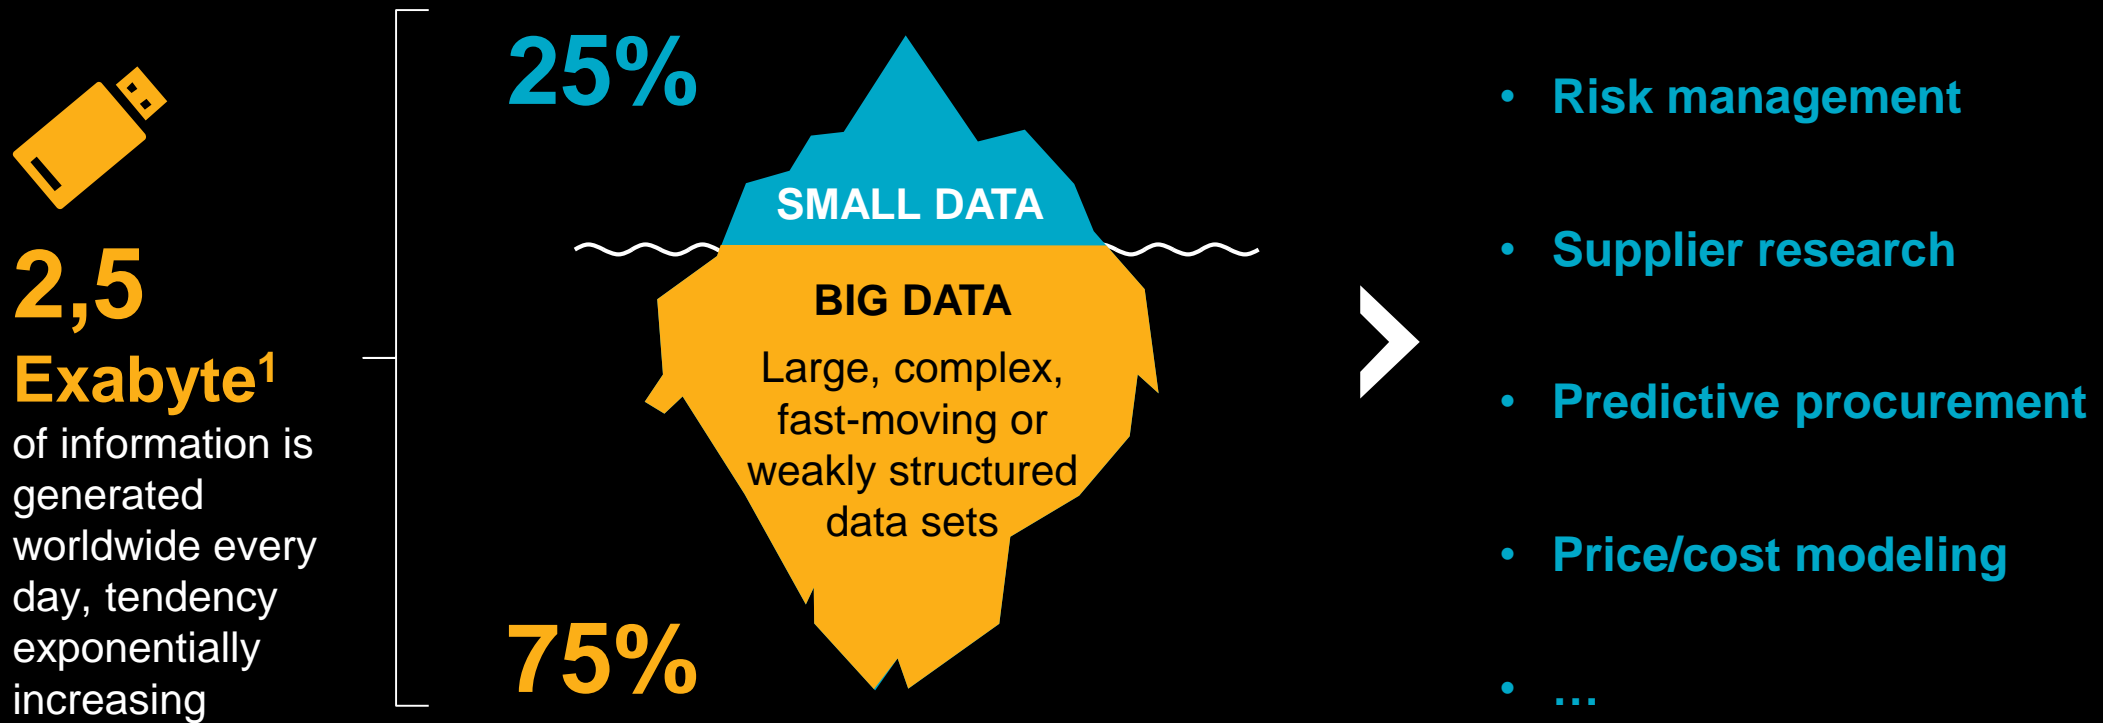 2,5
Exabyte¹
of information is
generated
worldwide every
day, tendency
exponentially
increasing
25%
SMALL DATA
BIG DATA
Large, complex,
fast-moving or
weakly structured
data sets
75%
• Risk management
• Supplier research
• Predictive procurement
• Price/cost modeling
• …